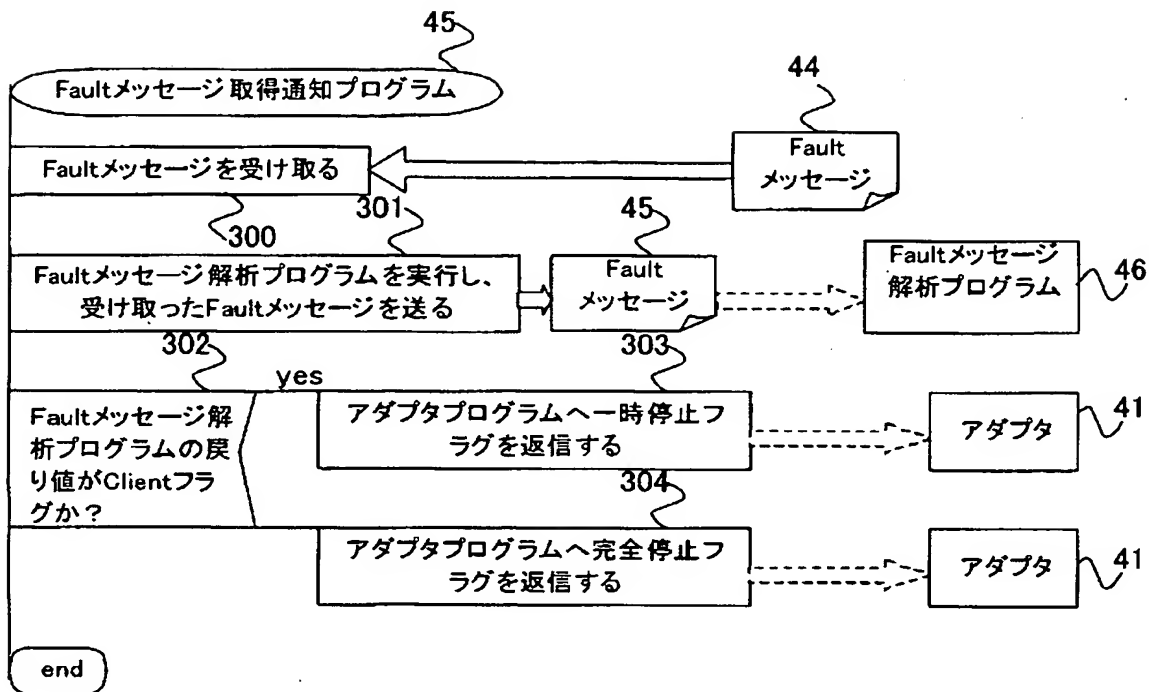 45
Faultメッセージ取得通知プログラム
44
Fault
メッセージ
Faultメッセージを受け取る
300
301
45
Faultメッセージ解析プログラムを実行し、
受け取ったFaultメッセージを送る
Fault
メッセージ
Faultメッセージ
解析プログラム
46
302
yes
303
Faultメッセージ解
析プログラムの戻
り値がClientフラ
グか？
アダプタプログラムへ一時停止フ
ラグを返信する
アダプタ
41
304
アダプタプログラムへ完全停止フ
ラグを返信する
アダプタ
41
end